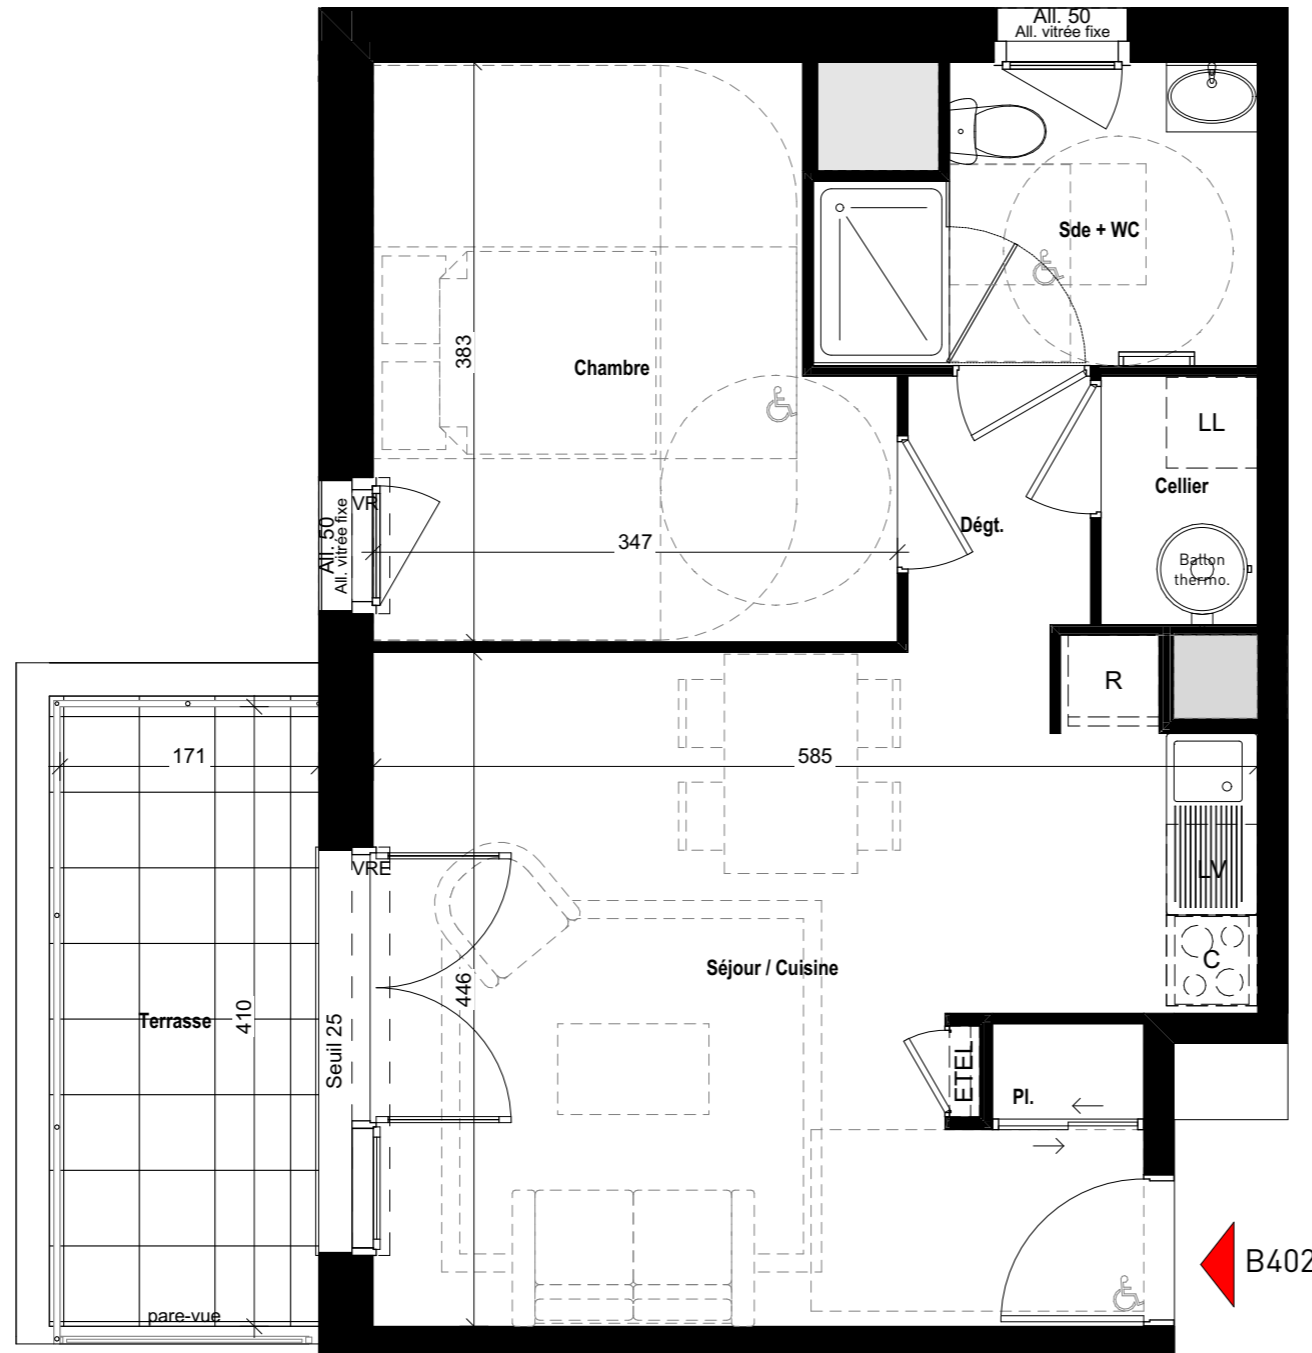 All. 50
All. vitrée fixe
Sde + WC
383
Chambre
LL
Cellier
VR
All. 50
All. vitrée fixe
Dégt.
347
Ballon
thermo.
R
171
585
VRE
LV
Séjour / Cuisine
C
446
Terrasse
410
Seuil 25
ETEL
Pl.
B402
pare-vue